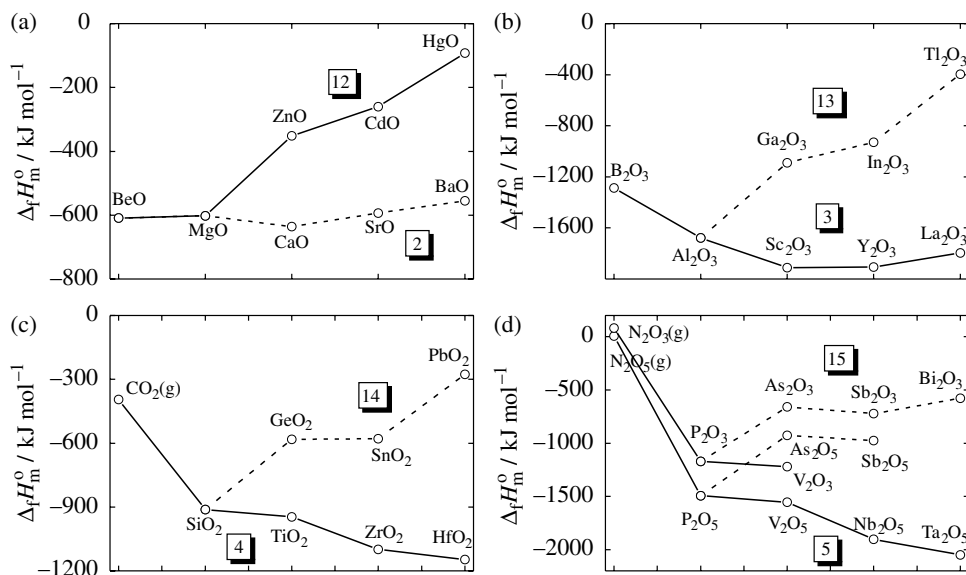 (a)
0
−200
−400
−600
−800
Δ_fH_m^o / kJ mol⁻¹
HgO
12
ZnO
CdO
BeO
BaO
MgO
CaO
SrO
2
(b)
0
−400
−800
−1200
−1600
Δ_fH_m^o / kJ mol⁻¹
Tl₂O₃
13
Ga₂O₃
In₂O₃
B₂O₃
3
La₂O₃
Al₂O₃
Sc₂O₃
Y₂O₃
(c)
0
−300
−600
−900
−1200
Δ_fH_m^o / kJ mol⁻¹
PbO₂
CO₂(g)
14
GeO₂
SnO₂
SiO₂
TiO₂
ZrO₂
HfO₂
4
(d)
0
−500
−1000
−1500
−2000
Δ_fH_m^o / kJ mol⁻¹
N₂O₃(g)
N₂O₅(g)
15
As₂O₃
Sb₂O₃
Bi₂O₃
P₂O₃
As₂O₅
Sb₂O₅
V₂O₃
P₂O₅
V₂O₅
Nb₂O₅
Ta₂O₅
5